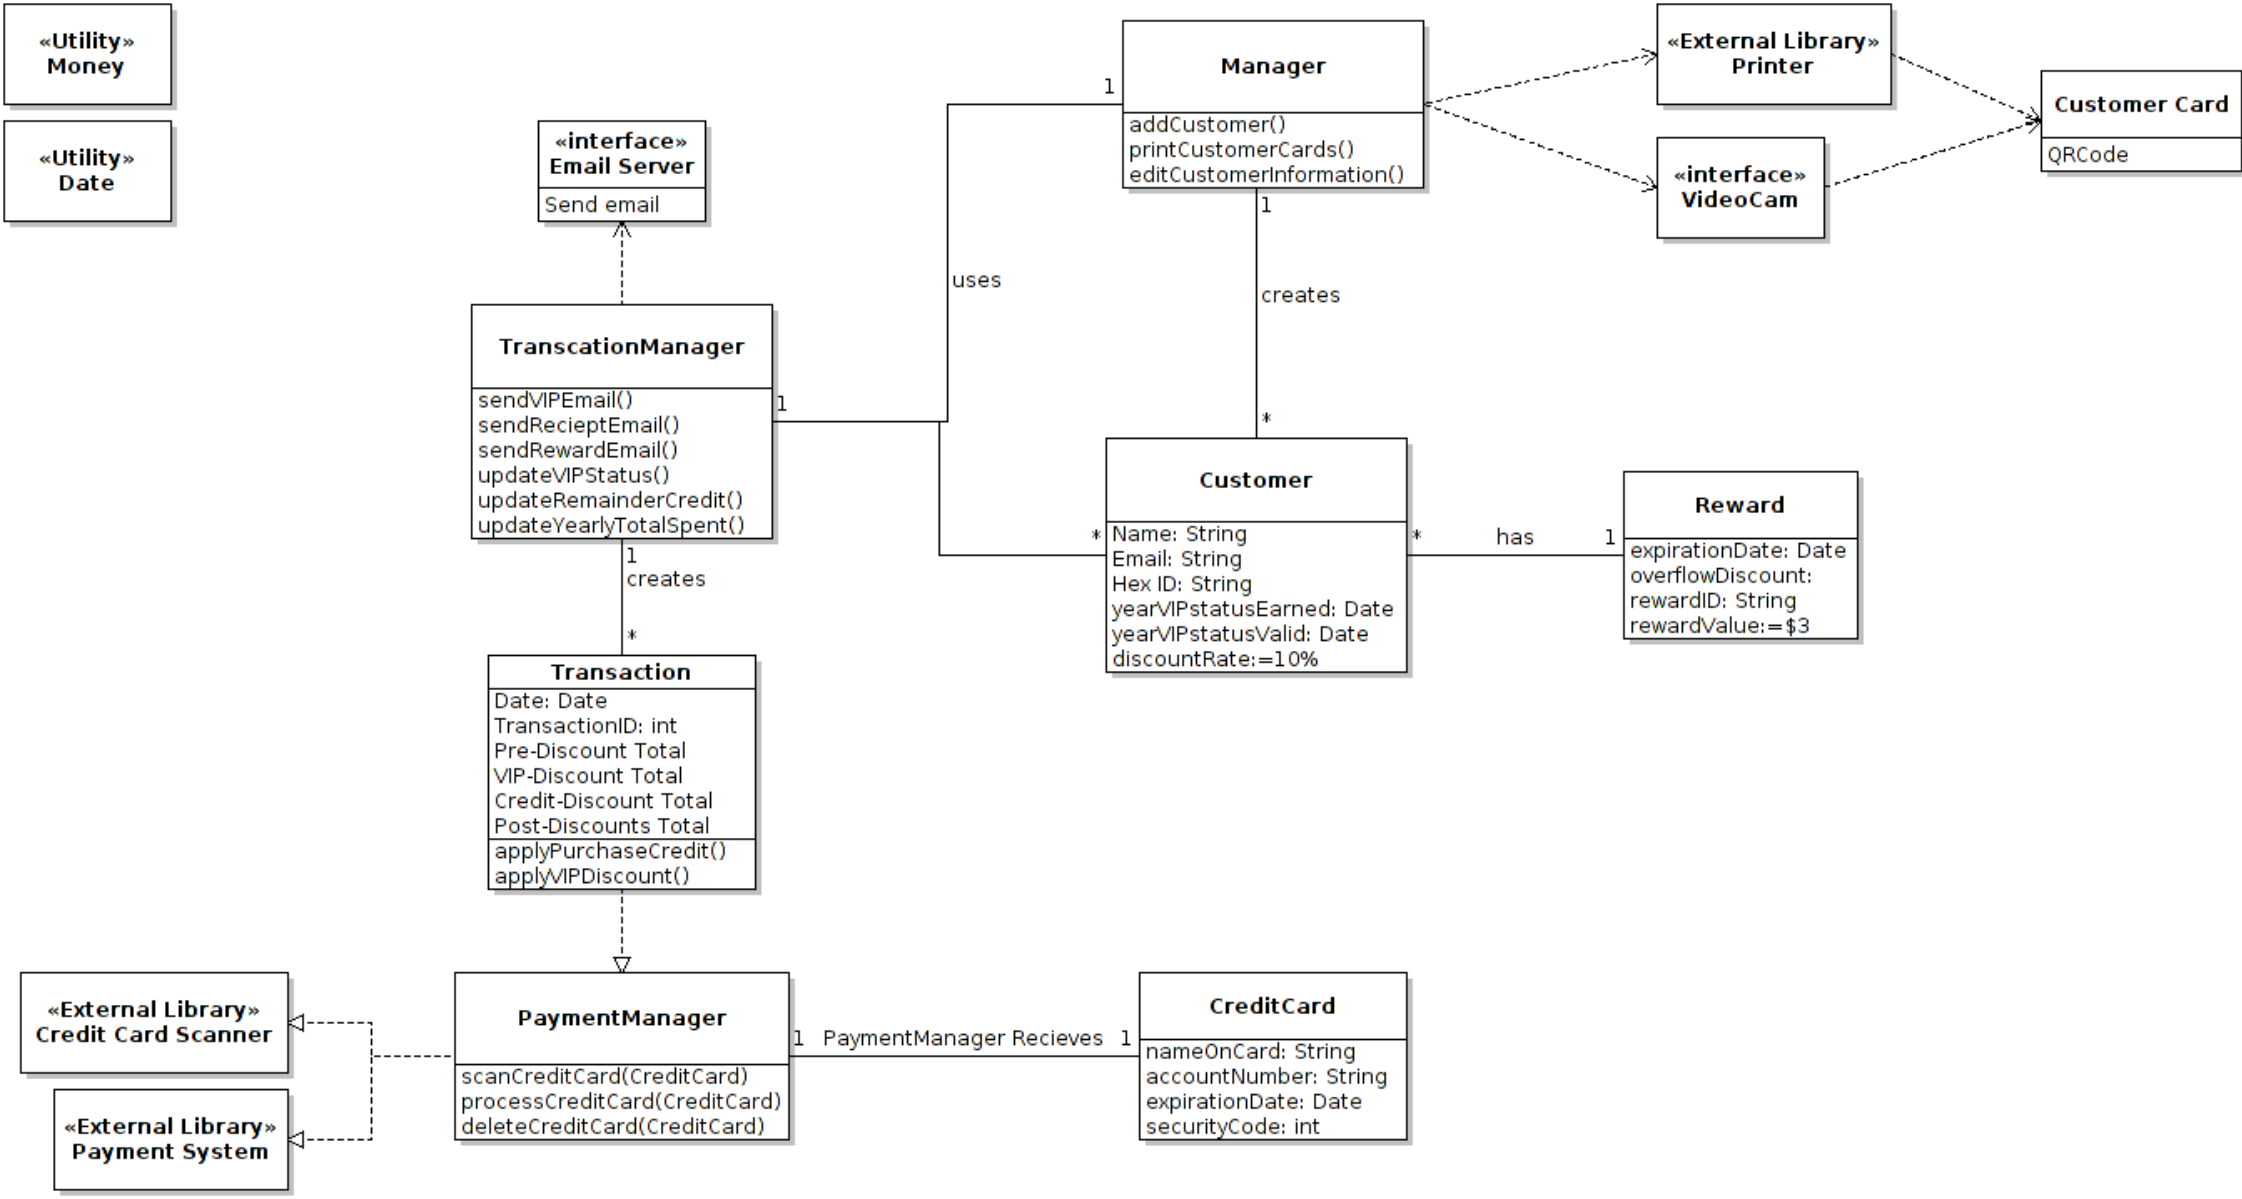 «Utility»
Money
«Utility»
Date
«interface»
Email Server
Send email
Manager
addCustomer()
printCustomerCards()
editCustomerInformation()
«External Library»
Printer
«interface»
VideoCam
Customer Card
QRCode
1
1
uses
creates
*
TranscationManager
sendVIPEmail()
sendRecieptEmail()
sendRewardEmail()
updateVIPStatus()
updateRemainderCredit()
updateYearlyTotalSpent()
1
*
Customer
Name: String
Email: String
Hex ID: String
yearVIPstatusEarned: Date
yearVIPstatusValid: Date
discountRate:=10%
* has 1
Reward
expirationDate: Date
overflowDiscount:
rewardID: String
rewardValue:=$3
1
creates
*
Transaction
Date: Date
TransactionID: int
Pre-Discount Total
VIP-Discount Total
Credit-Discount Total
Post-Discounts Total
applyPurchaseCredit()
applyVIPDiscount()
«External Library»
Credit Card Scanner
«External Library»
Payment System
PaymentManager
scanCreditCard(CreditCard)
processCreditCard(CreditCard)
deleteCreditCard(CreditCard)
1 PaymentManager Recieves 1
CreditCard
nameOnCard: String
accountNumber: String
expirationDate: Date
securityCode: int